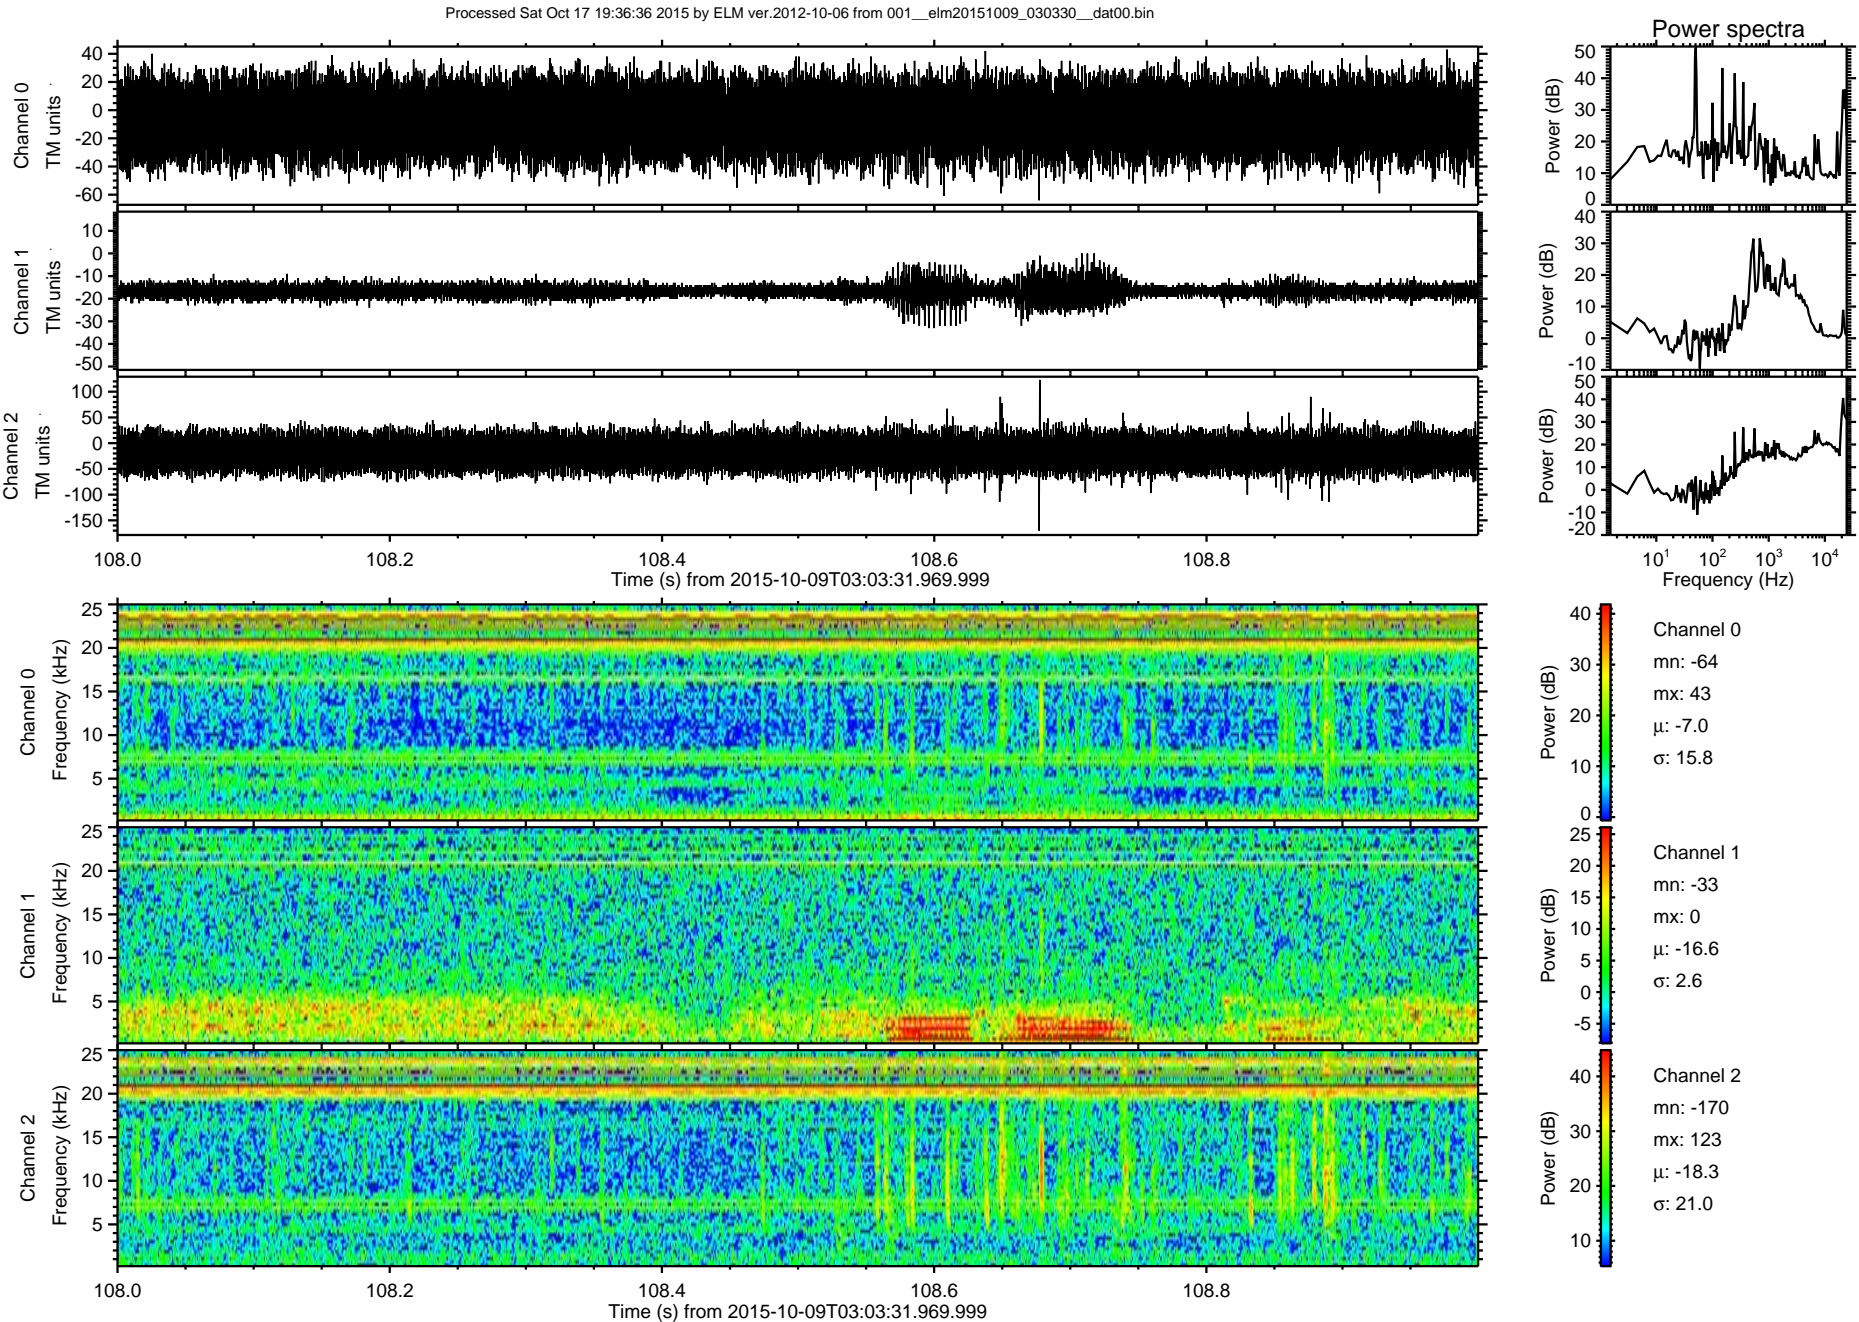 Processed Sat Oct 17 19:36:36 2015 by ELM ver.2012-10-06 from 001__elm20151009_030330__dat00.bin
Power spectra
Channel 0
TM units
40
20
0
-20
-40
-60
Power (dB)
50
40
30
20
10
0
Channel 1
TM units
10
0
-10
-20
-30
-40
-50
Power (dB)
40
30
20
10
0
-10
Channel 2
TM units
100
50
0
-50
-100
-150
Power (dB)
50
40
30
20
10
0
-10
-20
108.0 108.2 108.4 108.6 108.8
Time (s) from 2015-10-09T03:03:31.969.999
10¹ 10² 10³ 10⁴
Frequency (Hz)
Channel 0
Frequency (kHz)
25
20
15
10
5
Power (dB)
40
30
20
10
0
Channel 0
mn: -64
mx: 43
µ: -7.0
σ: 15.8
Channel 1
Frequency (kHz)
25
20
15
10
5
Power (dB)
25
20
15
10
5
0
-5
Channel 1
mn: -33
mx: 0
µ: -16.6
σ: 2.6
Channel 2
Frequency (kHz)
25
20
15
10
5
Power (dB)
40
30
20
10
Channel 2
mn: -170
mx: 123
µ: -18.3
σ: 21.0
108.0 108.2 108.4 108.6 108.8
Time (s) from 2015-10-09T03:03:31.969.999